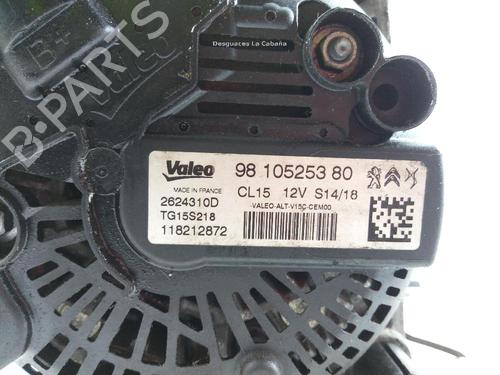 B+
Valeo
Desguaces La Cabaña
B-PARTS
Valeo
98 105253 80
MADE IN FRANCE
CL15 12V S14/18
2624310D
-VALEO-ALT-V15C-CEM00
TG15S218
118212872